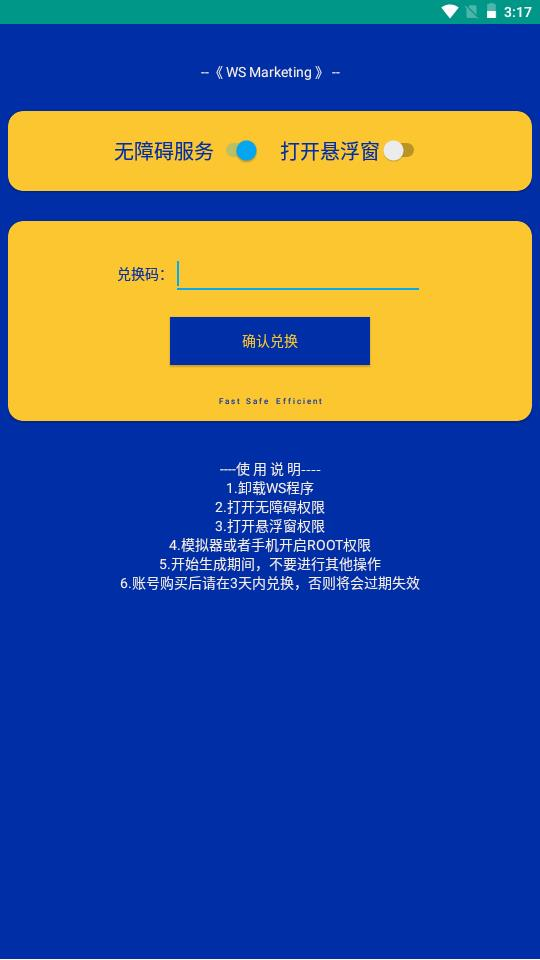 3:17
--《 WS Marketing 》 --
无障碍服务 打开悬浮窗
兑换码：
确认兑换
Fast Safe Efficient
----使 用 说 明----
1.卸载WS程序
2.打开无障碍权限
3.打开悬浮窗权限
4.模拟器或者手机开启ROOT权限
5.开始生成期间，不要进行其他操作
6.账号购买后请在3天内兑换，否则将会过期失效